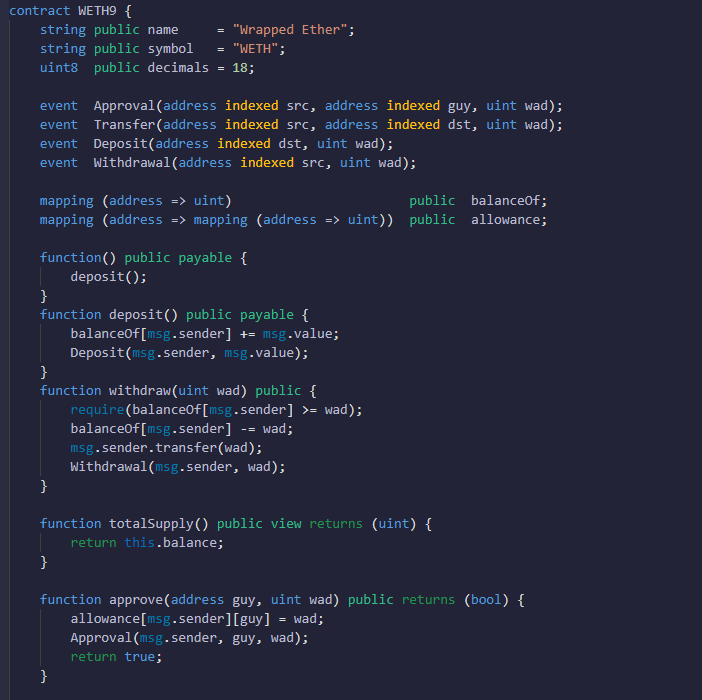 contract WETH9 {
    string public name     = "Wrapped Ether";
    string public symbol   = "WETH";
    uint8  public decimals = 18;

    event  Approval(address indexed src, address indexed guy, uint wad);
    event  Transfer(address indexed src, address indexed dst, uint wad);
    event  Deposit(address indexed dst, uint wad);
    event  Withdrawal(address indexed src, uint wad);

    mapping (address => uint)                       public  balanceOf;
    mapping (address => mapping (address => uint))  public  allowance;

    function() public payable {
        deposit();
    }
    function deposit() public payable {
        balanceOf[msg.sender] += msg.value;
        Deposit(msg.sender, msg.value);
    }
    function withdraw(uint wad) public {
        require(balanceOf[msg.sender] >= wad);
        balanceOf[msg.sender] -= wad;
        msg.sender.transfer(wad);
        Withdrawal(msg.sender, wad);
    }

    function totalSupply() public view returns (uint) {
        return this.balance;
    }

    function approve(address guy, uint wad) public returns (bool) {
        allowance[msg.sender][guy] = wad;
        Approval(msg.sender, guy, wad);
        return true;
    }